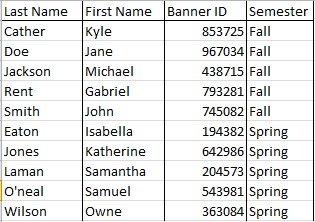 Last Name First Name Banner ID Semester
Cather Kyle 853725 Fall
Doe Jane 967034 Fall
Jackson Michael 438715 Fall
Rent Gabriel 793281 Fall
Smith John 745082 Fall
Eaton Isabella 194382 Spring
Jones Katherine 642986 Spring
Laman Samantha 204573 Spring
O'neal Samuel 543981 Spring
Wilson Owne 363084 Spring